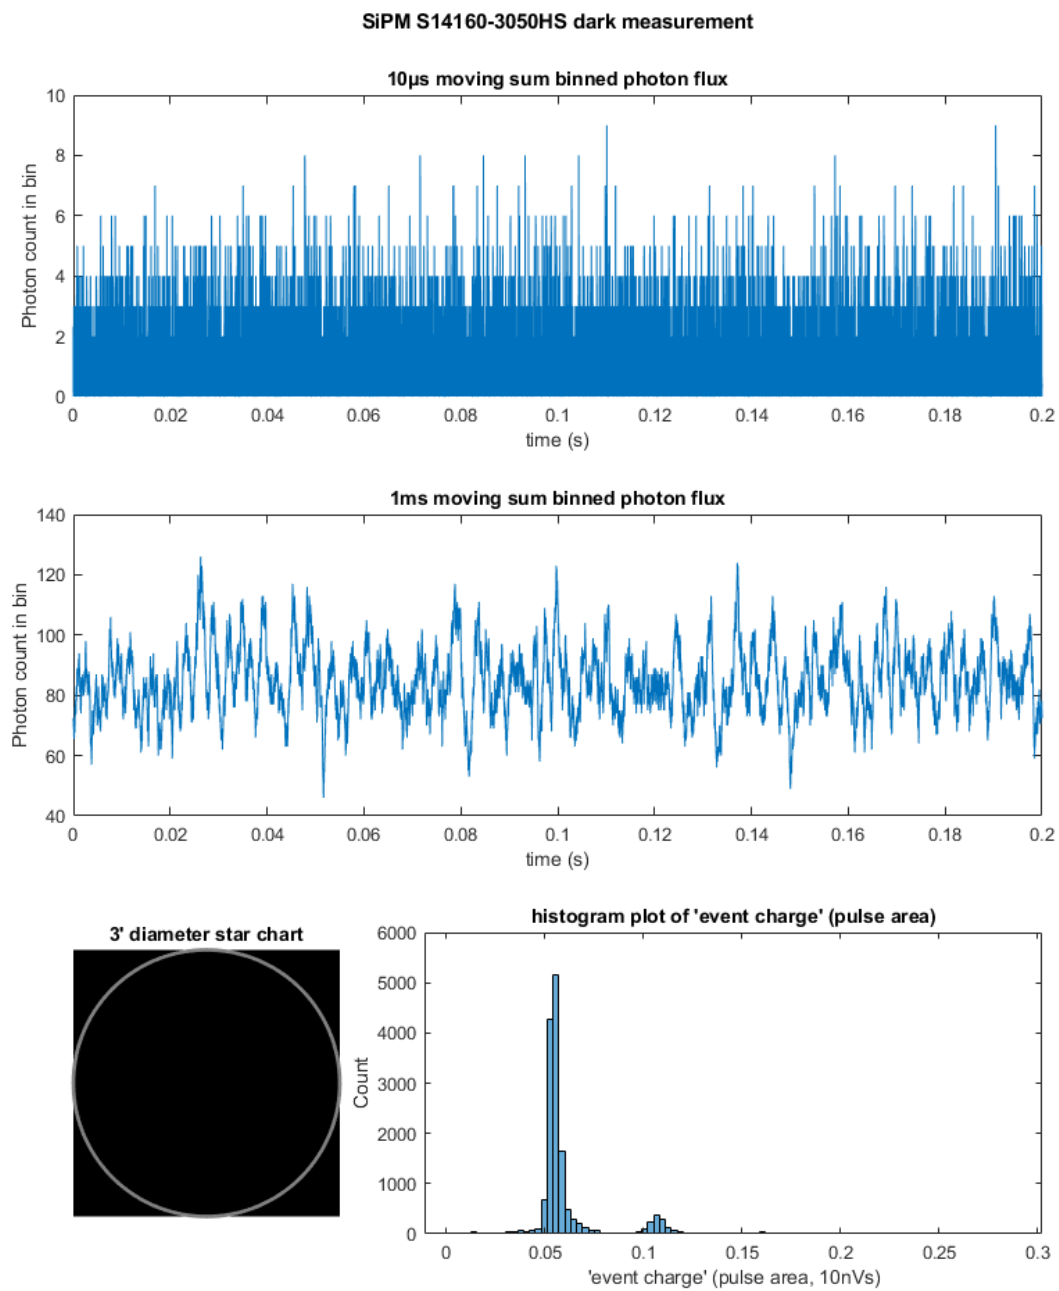 SiPM S14160-3050HS dark measurement
10µs moving sum binned photon flux
Photon count in bin
10
8
6
4
2
0
0 0.02 0.04 0.06 0.08 0.1 0.12 0.14 0.16 0.18 0.2
time (s)
1ms moving sum binned photon flux
Photon count in bin
140
120
100
80
60
40
0 0.02 0.04 0.06 0.08 0.1 0.12 0.14 0.16 0.18 0.2
time (s)
3' diameter star chart
histogram plot of 'event charge' (pulse area)
Count
6000
5000
4000
3000
2000
1000
0
0 0.05 0.1 0.15 0.2 0.25 0.3
'event charge' (pulse area, 10nVs)